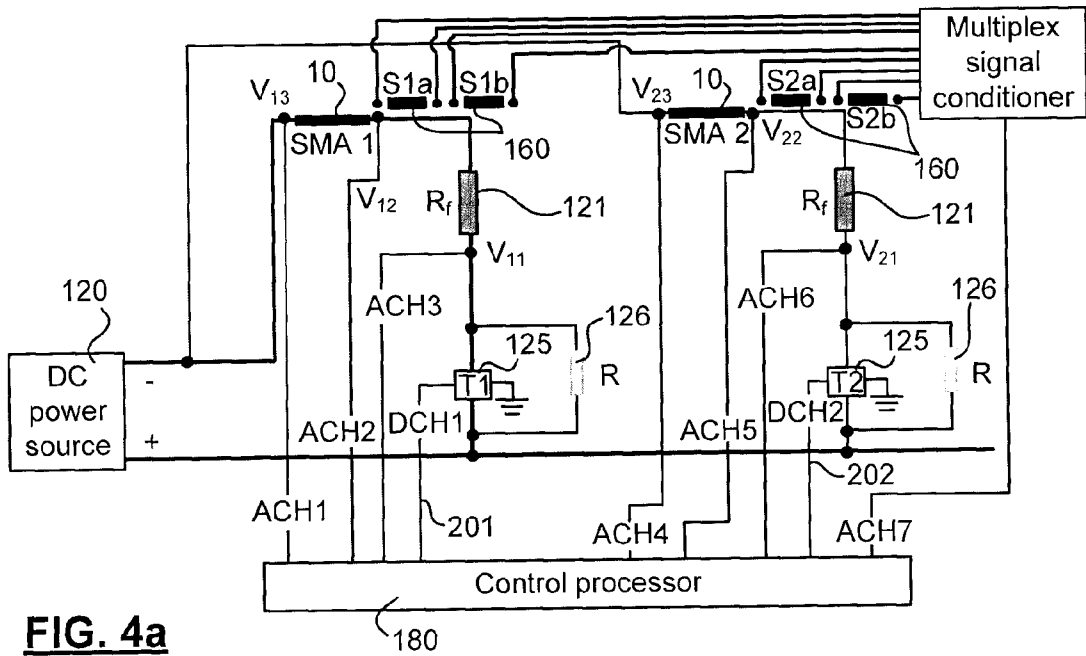 Multiplex
signal
conditioner
S1a
S1b
S2a
S2b
10
10
V13
V23
SMA 1
SMA 2
V22
160
160
V12
Rf
121
Rf
121
V11
V21
120
ACH3
ACH6
126
126
125
125
DC
power
source
-
+
T1
R
T2
R
DCH1
DCH2
ACH2
ACH5
202
ACH1
201
ACH4
ACH7
Control processor
180
FIG. 4a